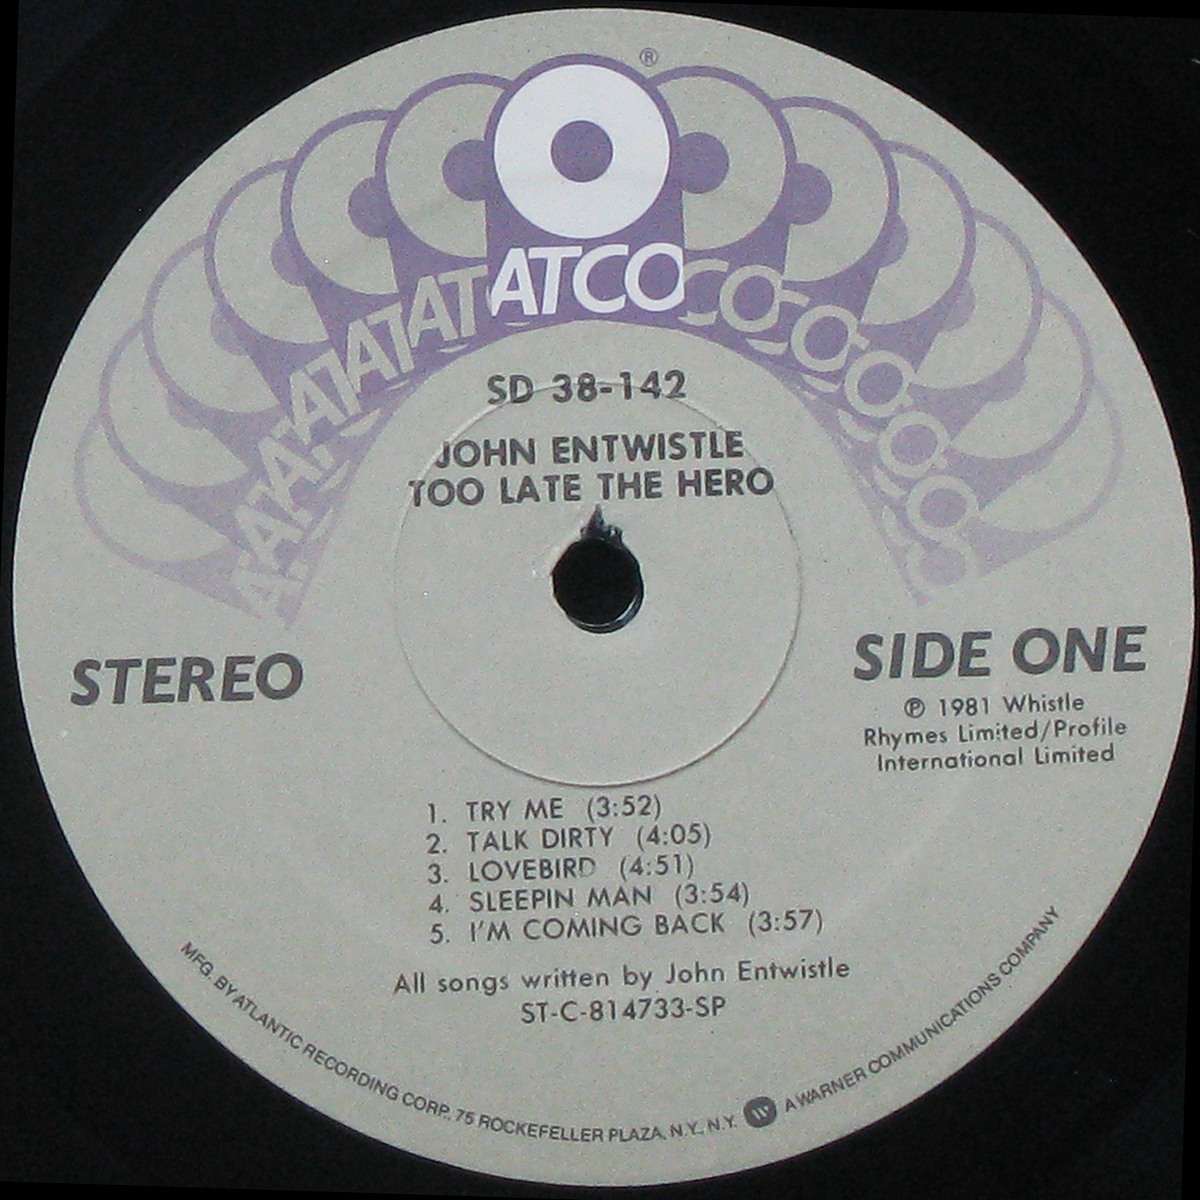 ®
ATCO
SD 38-142
JOHN ENTWISTLE
TOO LATE THE HERO
STEREO
SIDE ONE
℗ 1981 Whistle
Rhymes Limited/Profile
International Limited
1. TRY ME (3:52)
2. TALK DIRTY (4:05)
3. LOVEBIRD (4:51)
4. SLEEPIN MAN (3:54)
5. I'M COMING BACK (3:57)
All songs written by John Entwistle
ST-C-814733-SP
MFG. BY ATLANTIC RECORDING CORP., 75 ROCKEFELLER PLAZA, N.Y., N.Y. W A WARNER COMMUNICATIONS COMPANY